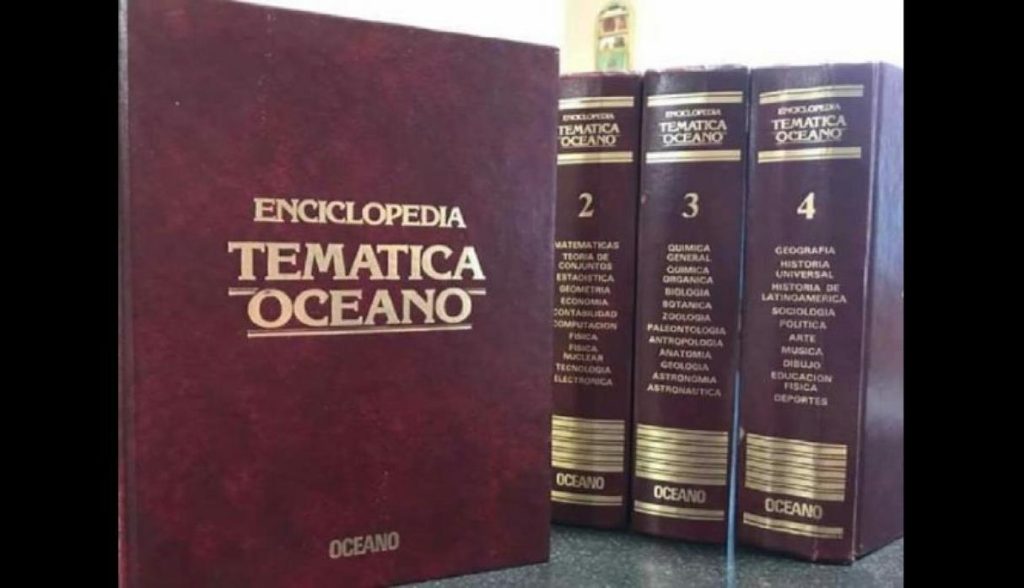 ENCICLOPEDIA
TEMATICA
OCEANO
OCEANO
ENCICLOPEDIA
TEMATICA
OCEANO
2
MATEMATICAS
TEORIA DE
CONJUNTOS
ESTADISTICA
GEOMETRIA
ECONOMIA
CONTABILIDAD
COMPUTACION
FISICA
FISICA
NUCLEAR
TECNOLOGIA
ELECTRONICA
OCEANO
ENCICLOPEDIA
TEMATICA
OCEANO
3
QUIMICA
GENERAL
QUIMICA
ORGANICA
BIOLOGIA
BOTANICA
ZOOLOGIA
PALEONTOLOGIA
ANTROPOLOGIA
ANATOMIA
GEOLOGIA
ASTRONOMIA
ASTRONAUTICA
OCEANO
ENCICLOPEDIA
TEMATICA
OCEANO
4
GEOGRAFIA
HISTORIA
UNIVERSAL
HISTORIA DE
LATINOAMERICA
SOCIOLOGIA
POLITICA
ARTE
MUSICA
DIBUJO
EDUCACION
FISICA
DEPORTES
OCEANO